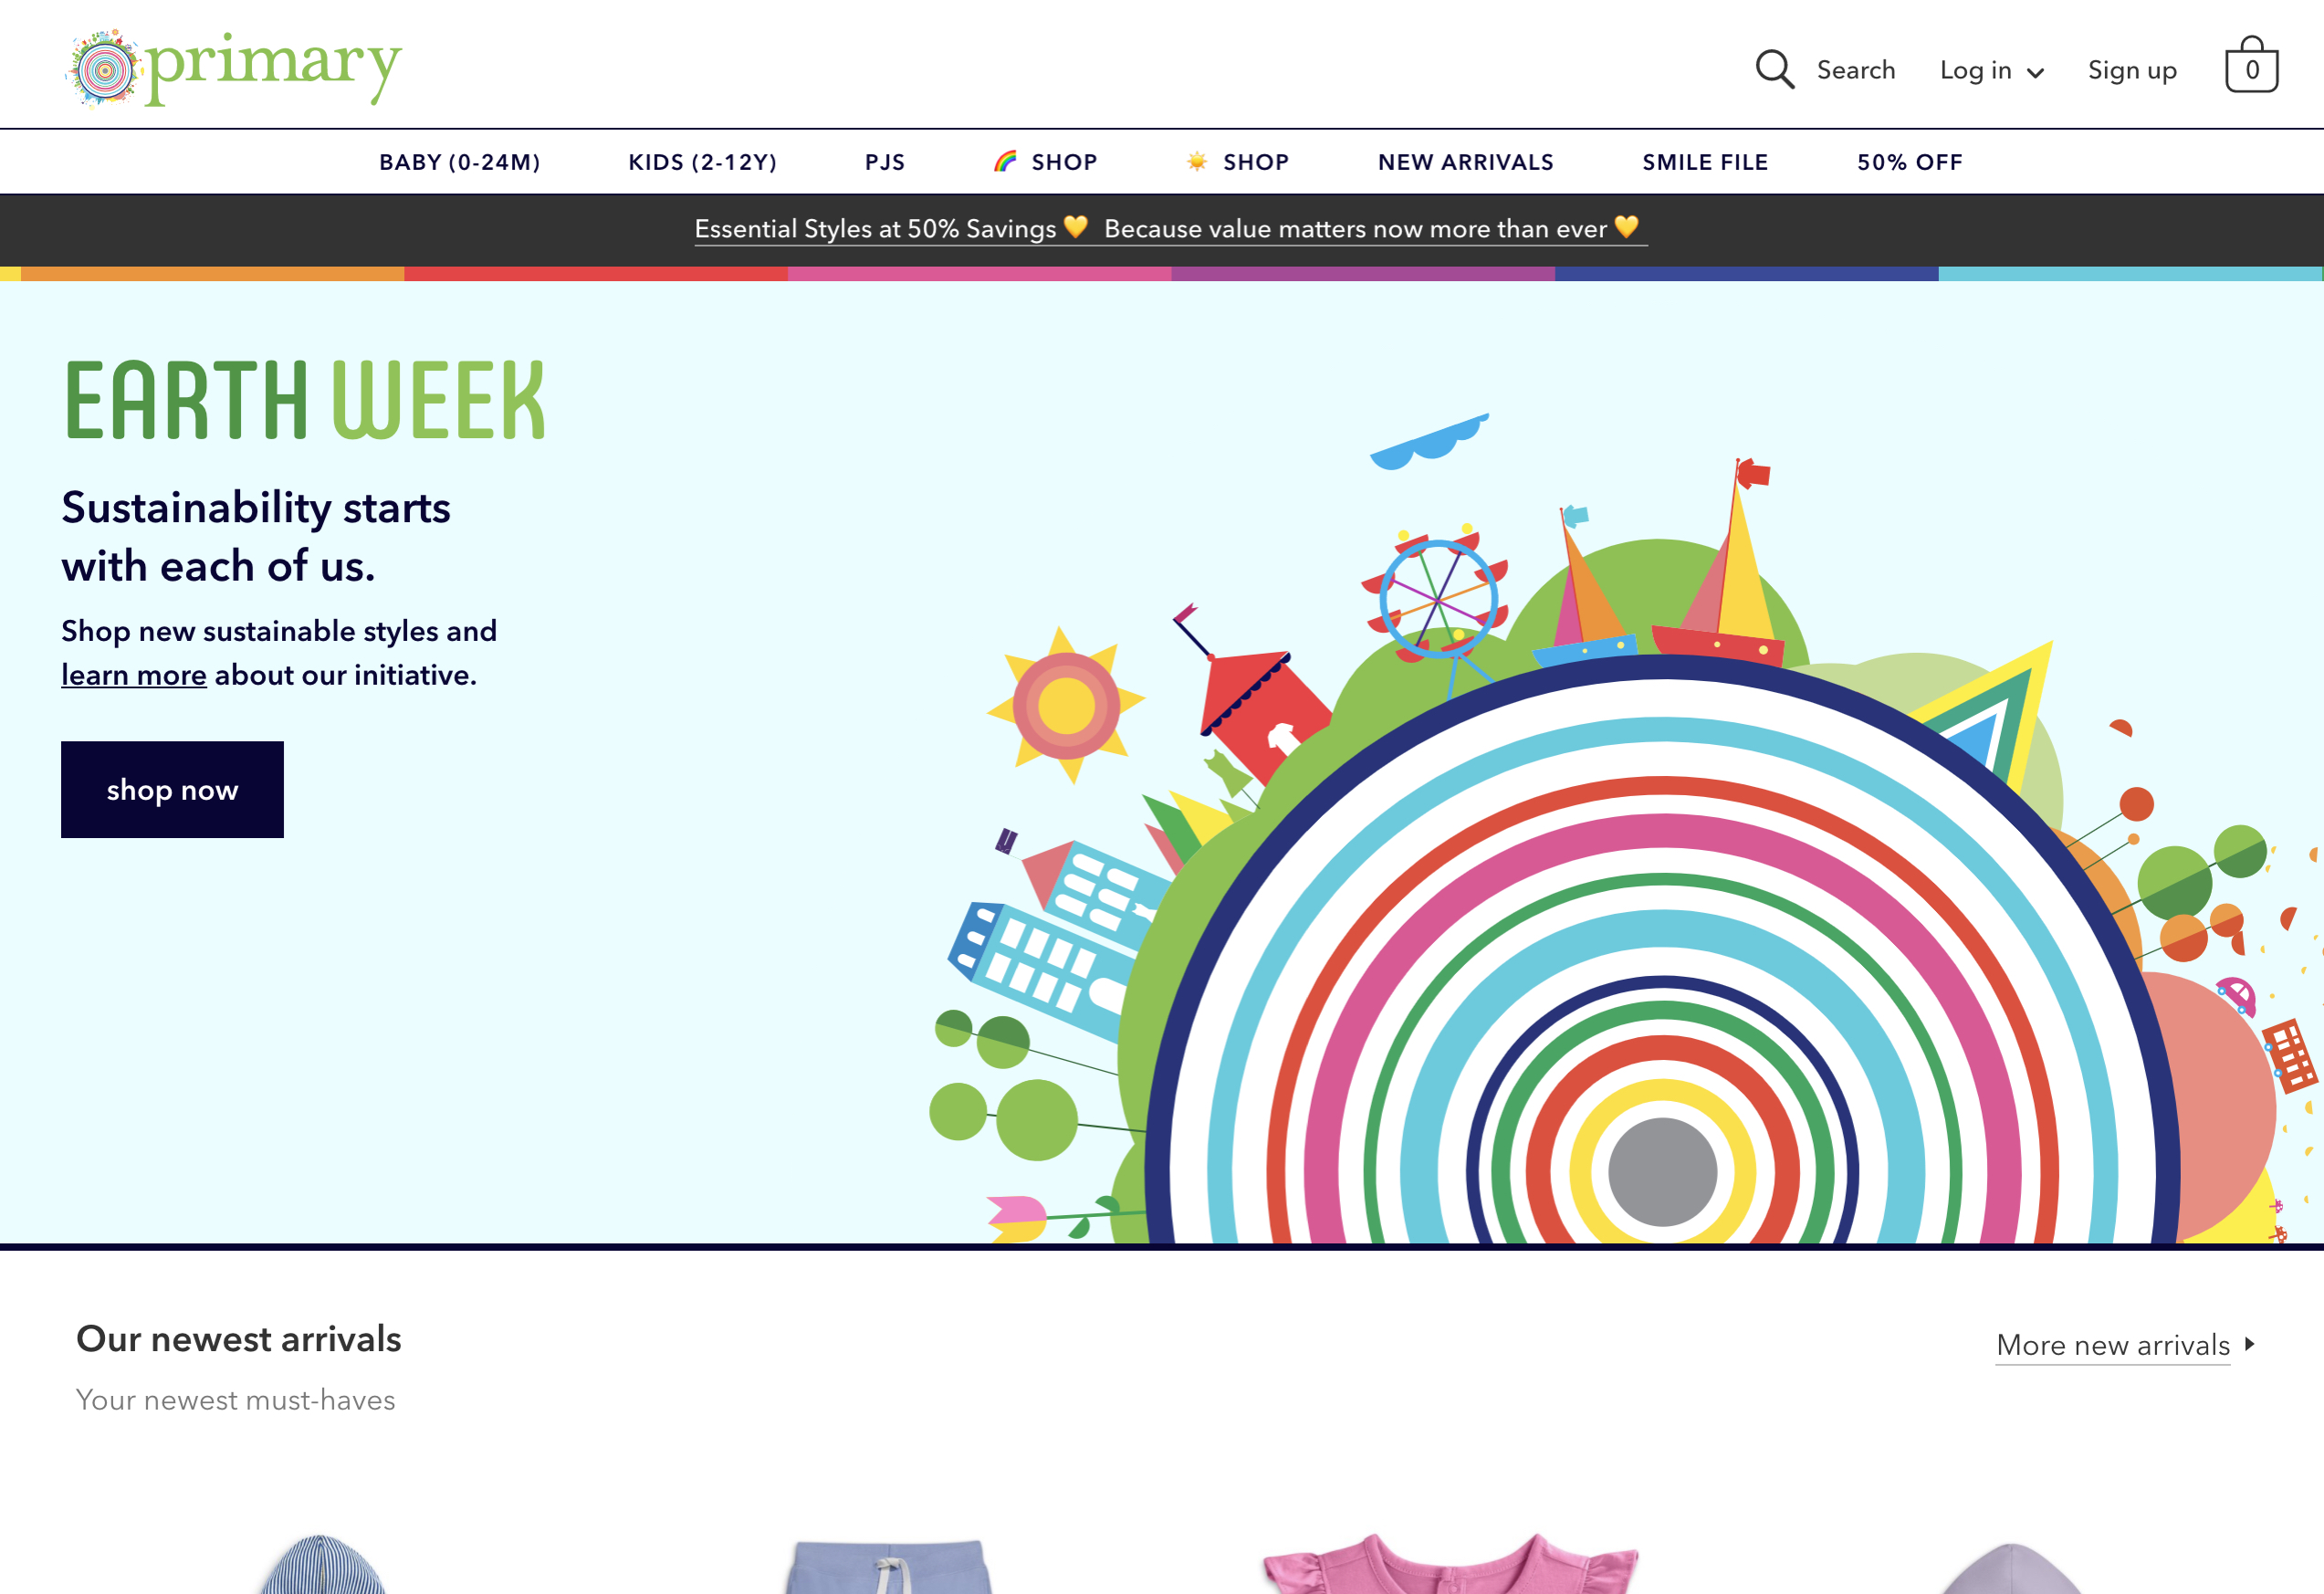 primary
Search
Log in
Sign up
0
BABY (0-24M)
KIDS (2-12Y)
PJS
🌈 SHOP
☀️ SHOP
NEW ARRIVALS
SMILE FILE
50% OFF
Essential Styles at 50% Savings 💛 Because value matters now more than ever 💛
EARTH WEEK
Sustainability starts
with each of us.
Shop new sustainable styles and
learn more about our initiative.
shop now
Our newest arrivals
More new arrivals
Your newest must-haves